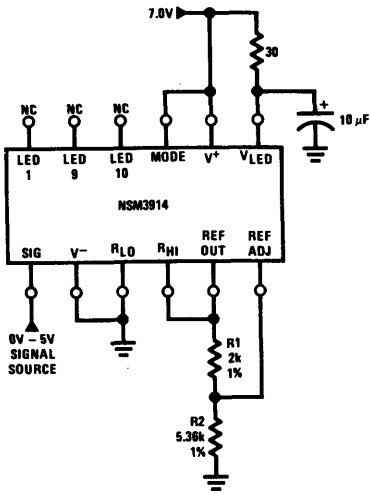 7.0V
30
10 µF
+
NC NC NC
LED 1 LED 9 LED 10 MODE V+ VLED
NSM3914
SIG V− RLO RHI REF OUT REF ADJ
0V – 5V
SIGNAL
SOURCE
R1
2k
1%
R2
5.36k
1%